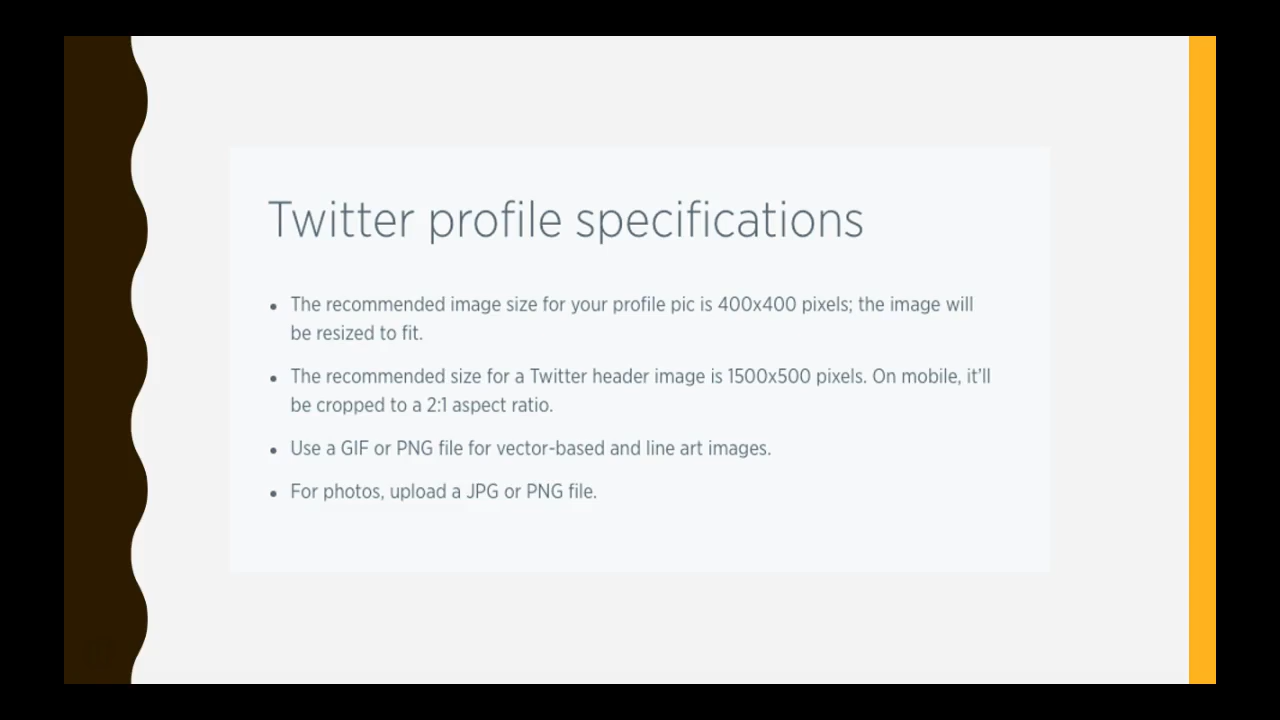 Twitter profile specifications
• The recommended image size for your profile pic is 400x400 pixels; the image will
be resized to fit.
• The recommended size for a Twitter header image is 1500x500 pixels. On mobile, it'll
be cropped to a 2:1 aspect ratio.
• Use a GIF or PNG file for vector-based and line art images.
• For photos, upload a JPG or PNG file.